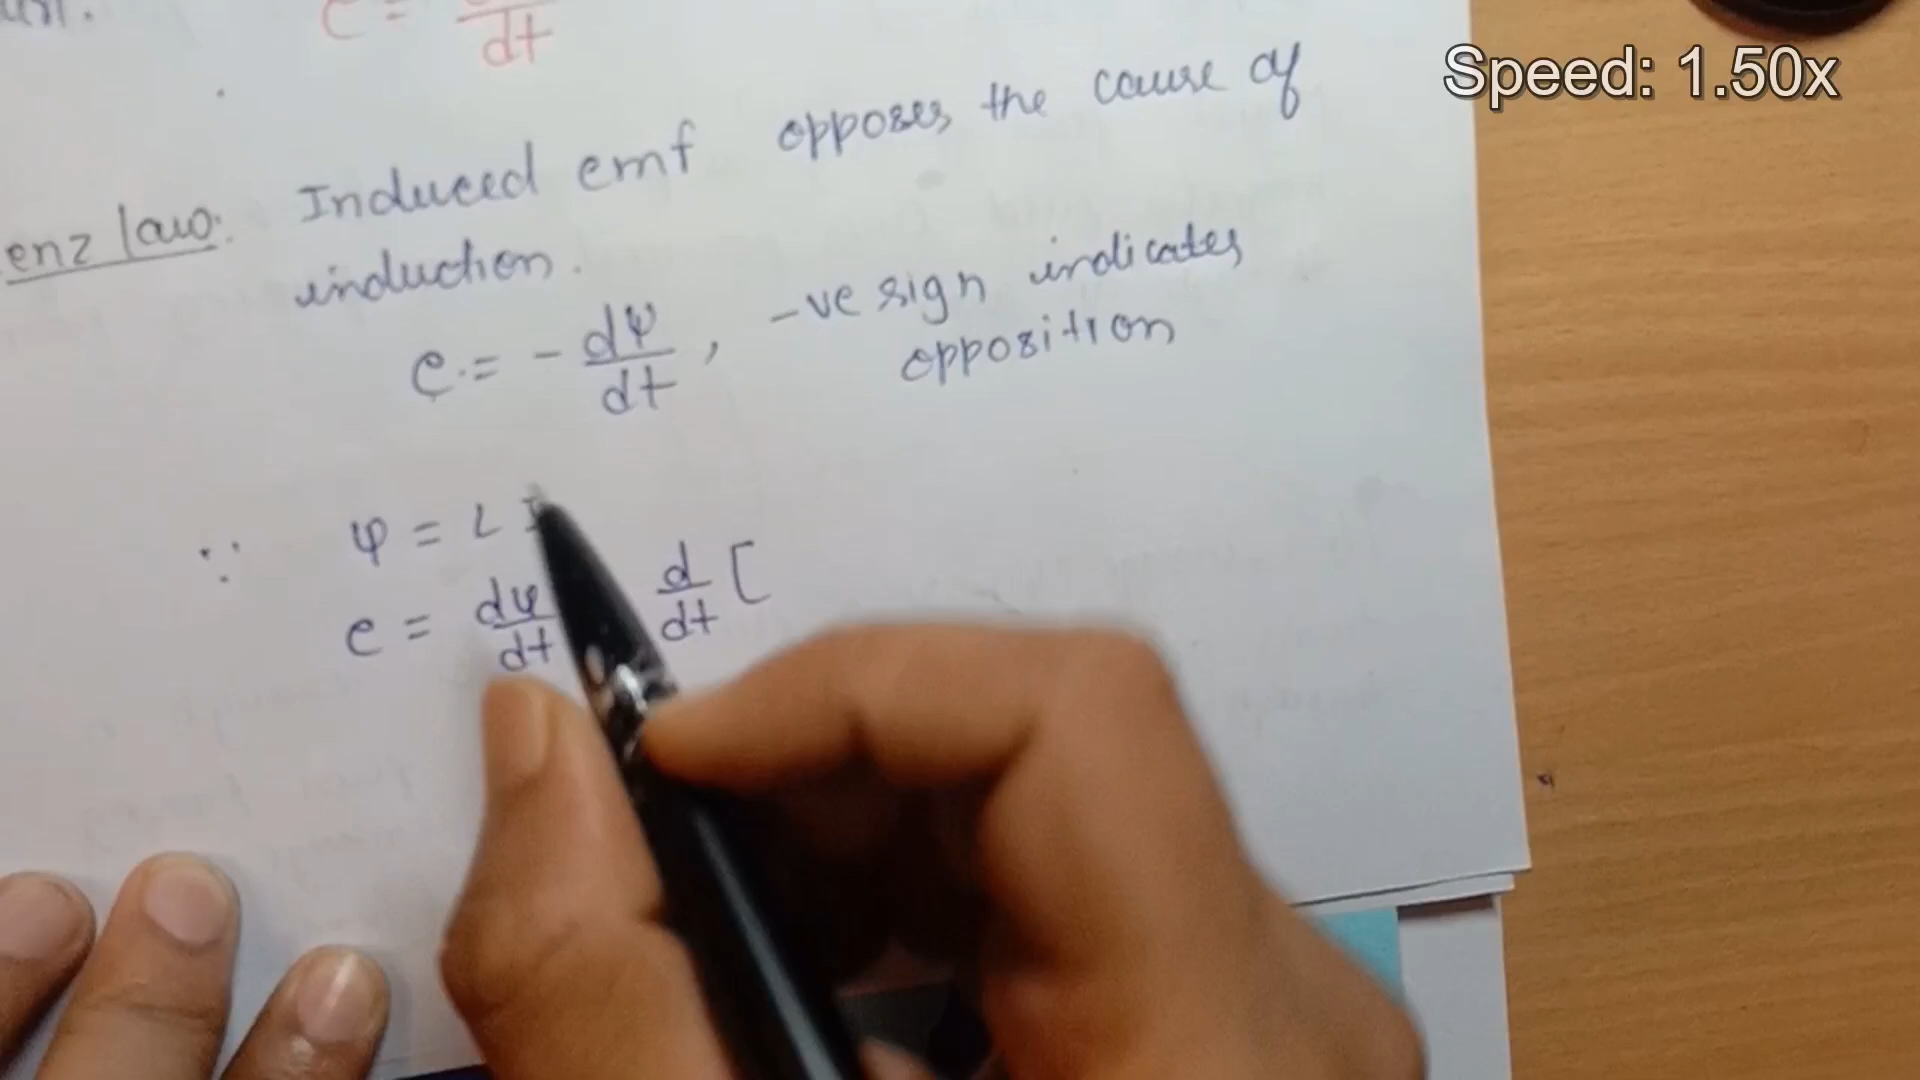 e = dt
Speed: 1.50x
enz law: Induced emf opposes the cause of
induction.
e = - dψ/dt , -ve sign indicates
opposition
∵ ψ = L
e = dψ/dt d/dt [